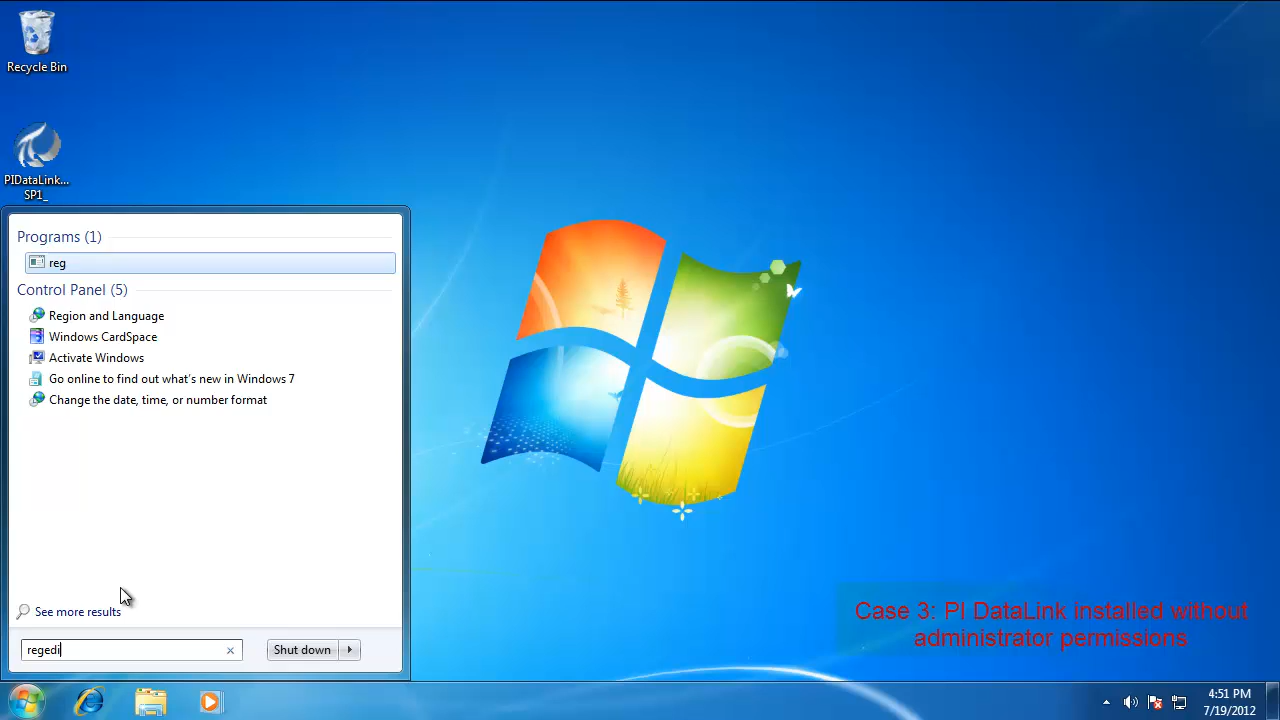 Recycle Bin
PIDataLink...
SP1_
Programs (1)
reg
Control Panel (5)
Region and Language
Windows CardSpace
Activate Windows
Go online to find out what's new in Windows 7
Change the date, time, or number format
See more results
regedi
Shut down
Case 3: PI DataLink installed without
administrator permissions
4:51 PM
7/19/2012